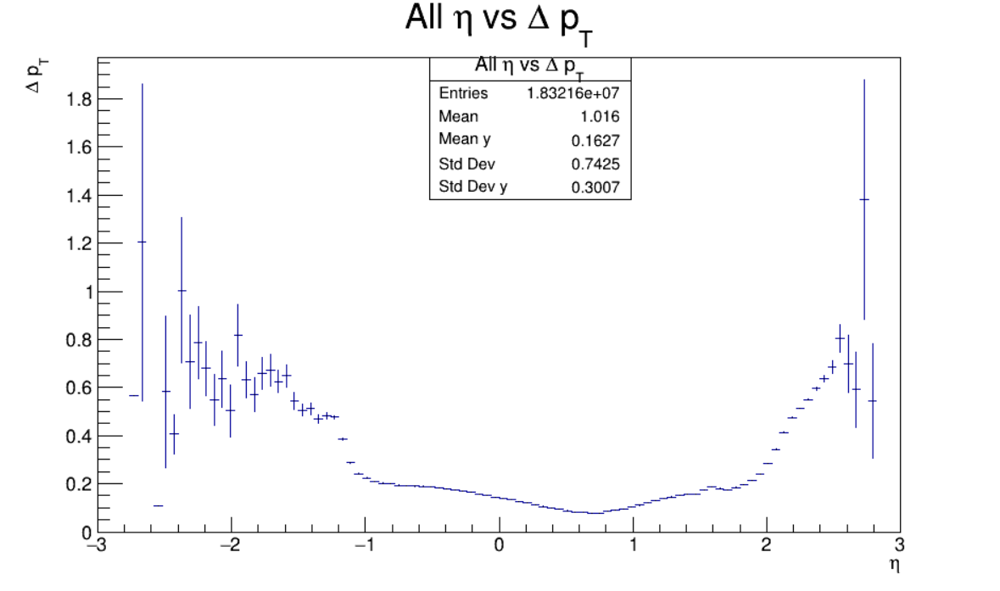 All η vs Δ p_T
Δ p_T
All η vs Δ p_T
Entries 1.83216e+07
Mean 1.016
Mean y 0.1627
Std Dev 0.7425
Std Dev y 0.3007
1.8
1.6
1.4
1.2
1
0.8
0.6
0.4
0.2
0
−3 −2 −1 0 1 2 3
η